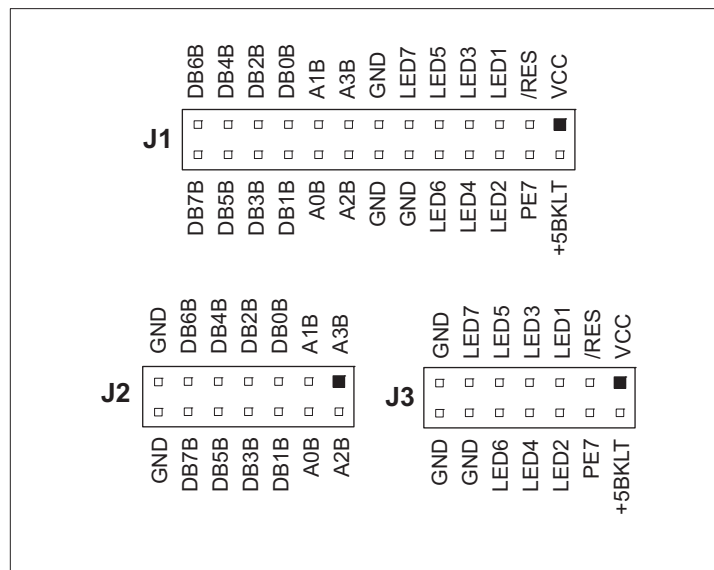 DB6B DB4B DB2B DB0B A1B A3B GND LED7 LED5 LED3 LED1 /RES VCC
J1
DB7B DB5B DB3B DB1B A0B A2B GND GND LED6 LED4 LED2 PE7 +5BKLT
GND DB6B DB4B DB2B DB0B A1B A3B
J2
GND DB7B DB5B DB3B DB1B A0B A2B
GND LED7 LED5 LED3 LED1 /RES VCC
J3
GND GND LED6 LED4 LED2 PE7 +5BKLT